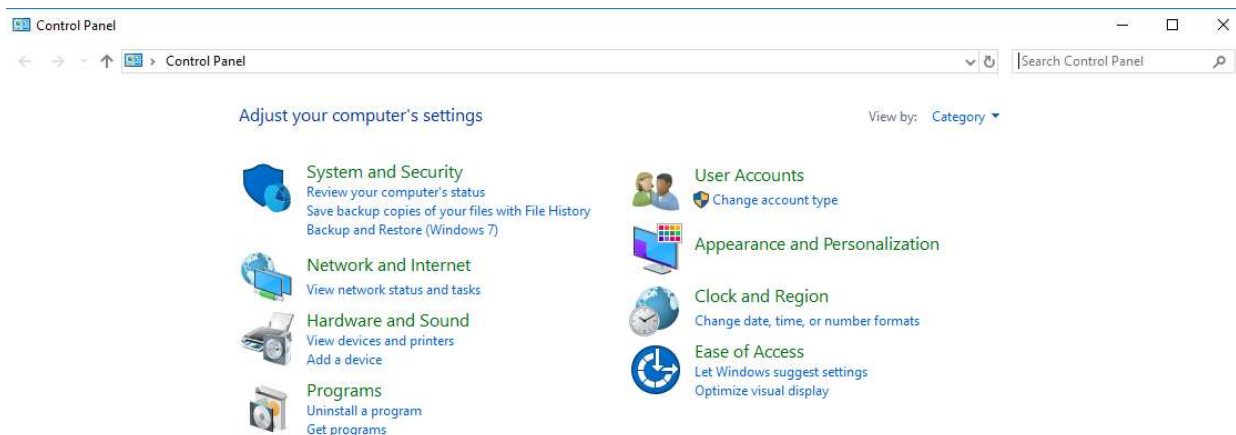 Control Panel
Control Panel
Search Control Panel
Adjust your computer's settings
View by: Category
System and Security
Review your computer's status
Save backup copies of your files with File History
Backup and Restore (Windows 7)
Network and Internet
View network status and tasks
Hardware and Sound
View devices and printers
Add a device
Programs
Uninstall a program
Get programs
User Accounts
Change account type
Appearance and Personalization
Clock and Region
Change date, time, or number formats
Ease of Access
Let Windows suggest settings
Optimize visual display